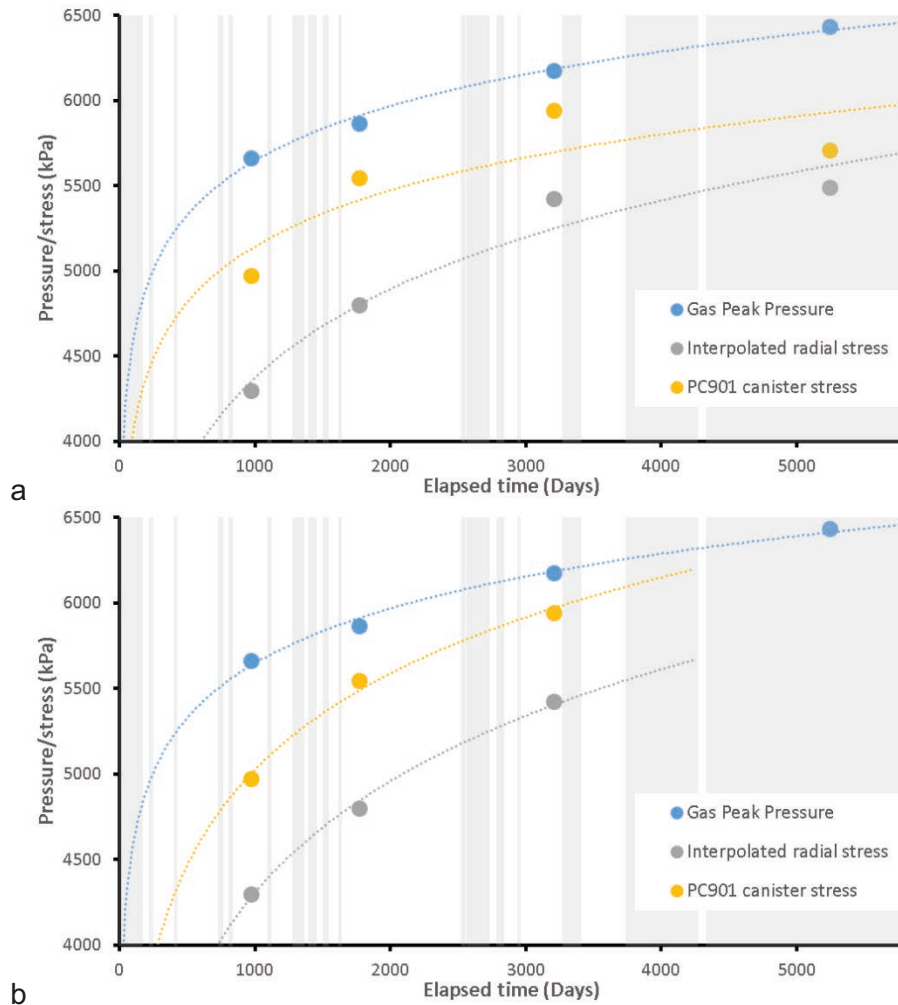 6500
6000
5500
5000
4500
4000
Pressure/stress (kPa)
Gas Peak Pressure
Interpolated radial stress
PC901 canister stress
0 1000 2000 3000 4000 5000
Elapsed time (Days)
a
6500
6000
5500
5000
4500
4000
Pressure/stress (kPa)
Gas Peak Pressure
Interpolated radial stress
PC901 canister stress
0 1000 2000 3000 4000 5000
Elapsed time (Days)
b